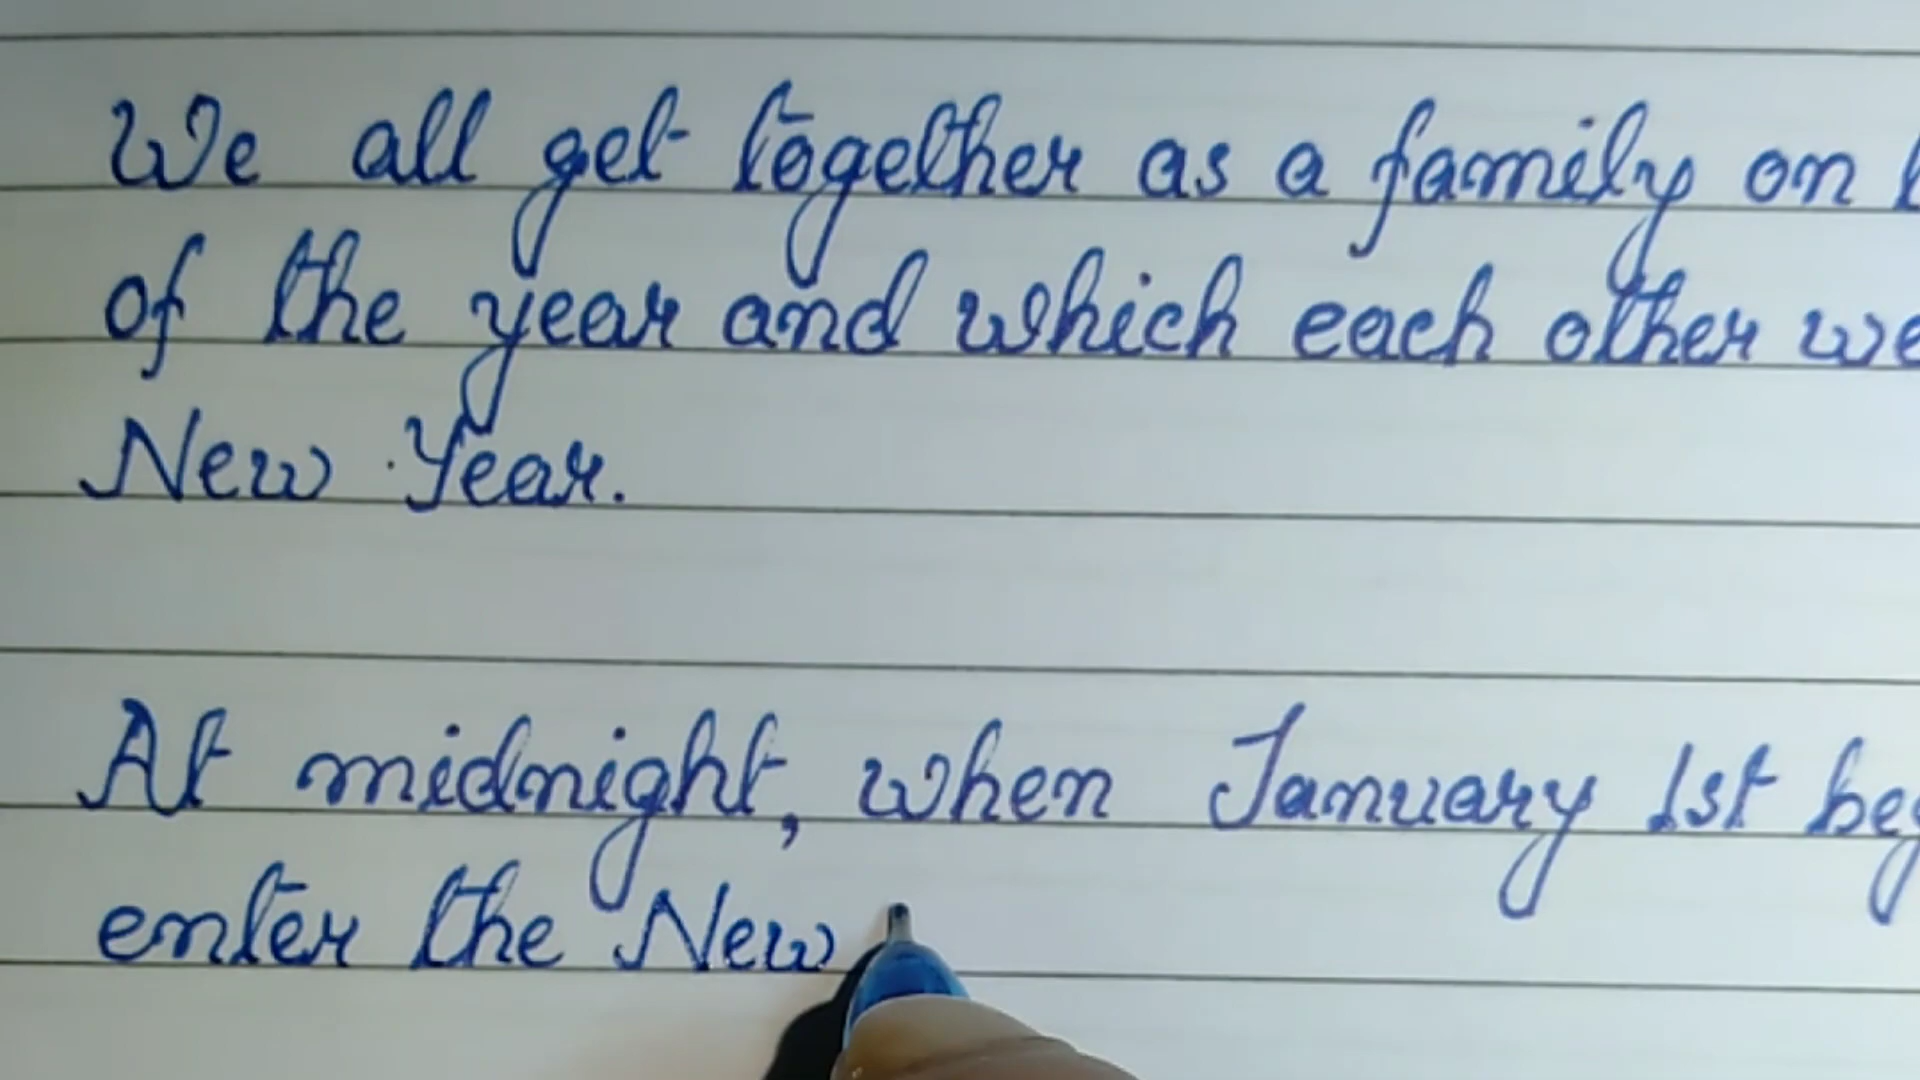 We all get together as a family on
of the year and which each other we
New Year.
At midnight, when January 1st beg
enter the New